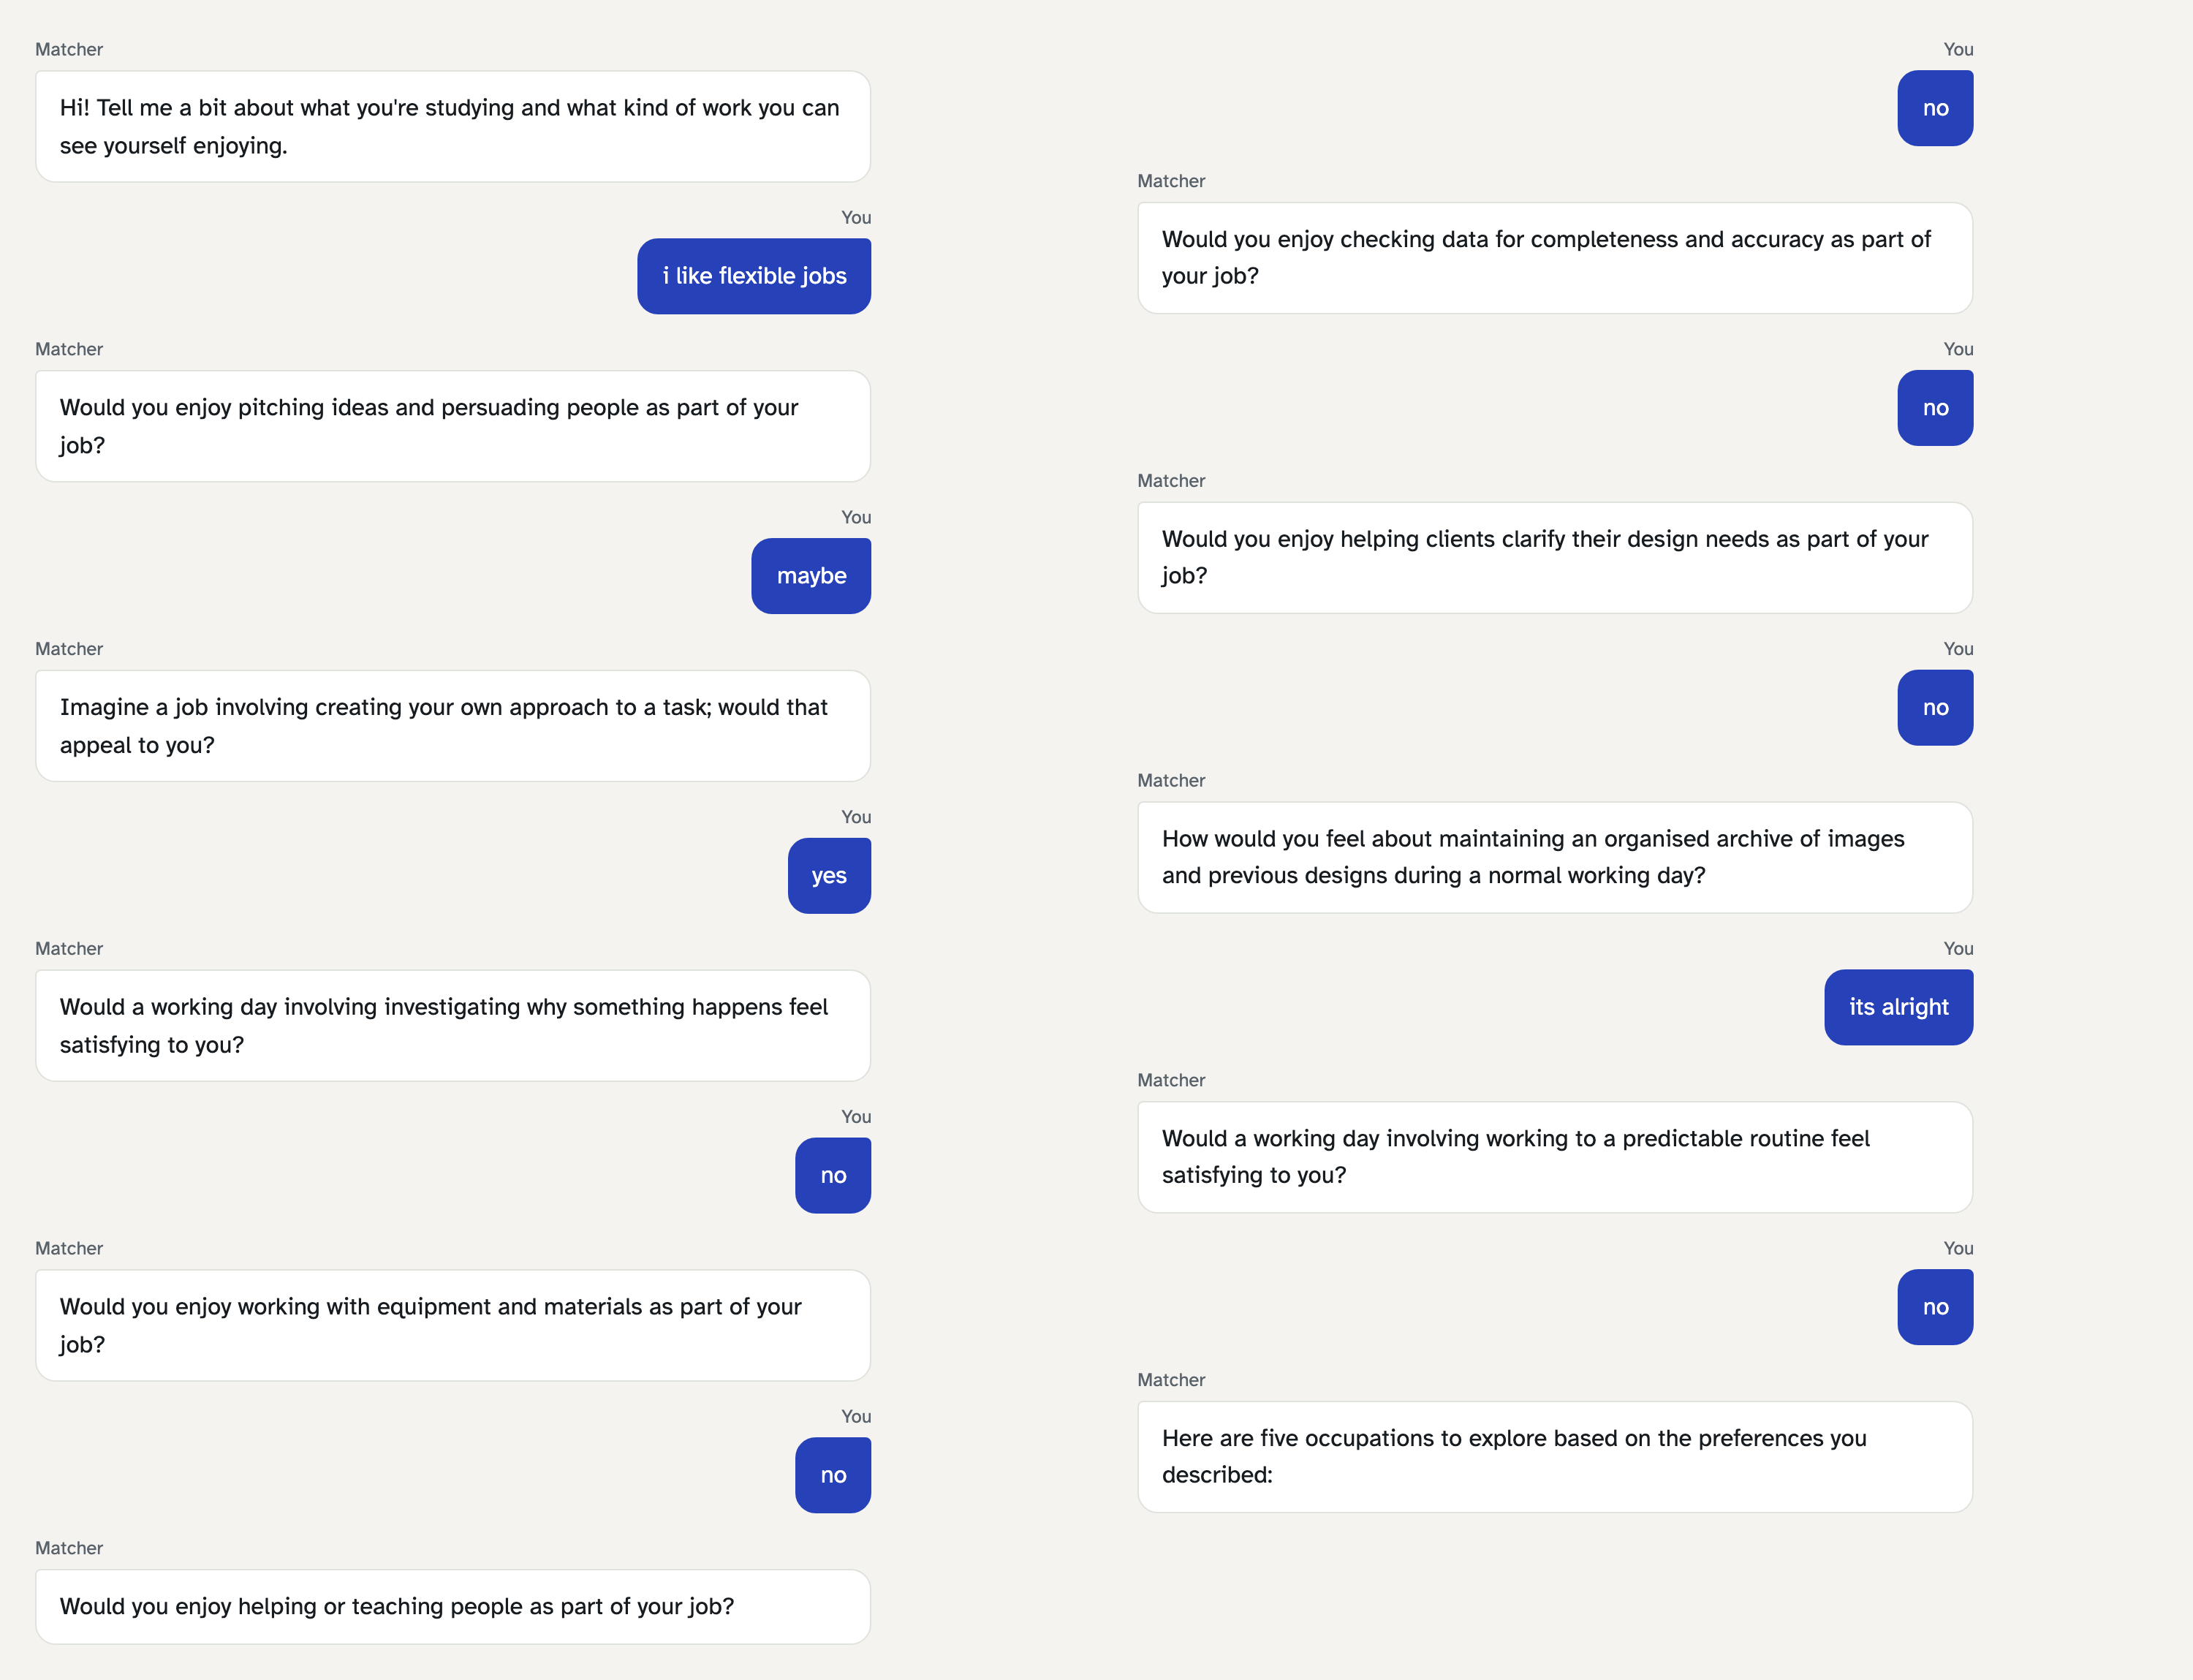 Matcher
Hi! Tell me a bit about what you're studying and what kind of work you can
see yourself enjoying.
You
i like flexible jobs
Matcher
Would you enjoy pitching ideas and persuading people as part of your
job?
You
maybe
Matcher
Imagine a job involving creating your own approach to a task; would that
appeal to you?
You
yes
Matcher
Would a working day involving investigating why something happens feel
satisfying to you?
You
no
Matcher
Would you enjoy working with equipment and materials as part of your
job?
You
no
Matcher
Would you enjoy helping or teaching people as part of your job?
You
no
Matcher
Would you enjoy checking data for completeness and accuracy as part of
your job?
You
no
Matcher
Would you enjoy helping clients clarify their design needs as part of your
job?
You
no
Matcher
How would you feel about maintaining an organised archive of images
and previous designs during a normal working day?
You
its alright
Matcher
Would a working day involving working to a predictable routine feel
satisfying to you?
You
no
Matcher
Here are five occupations to explore based on the preferences you
described: